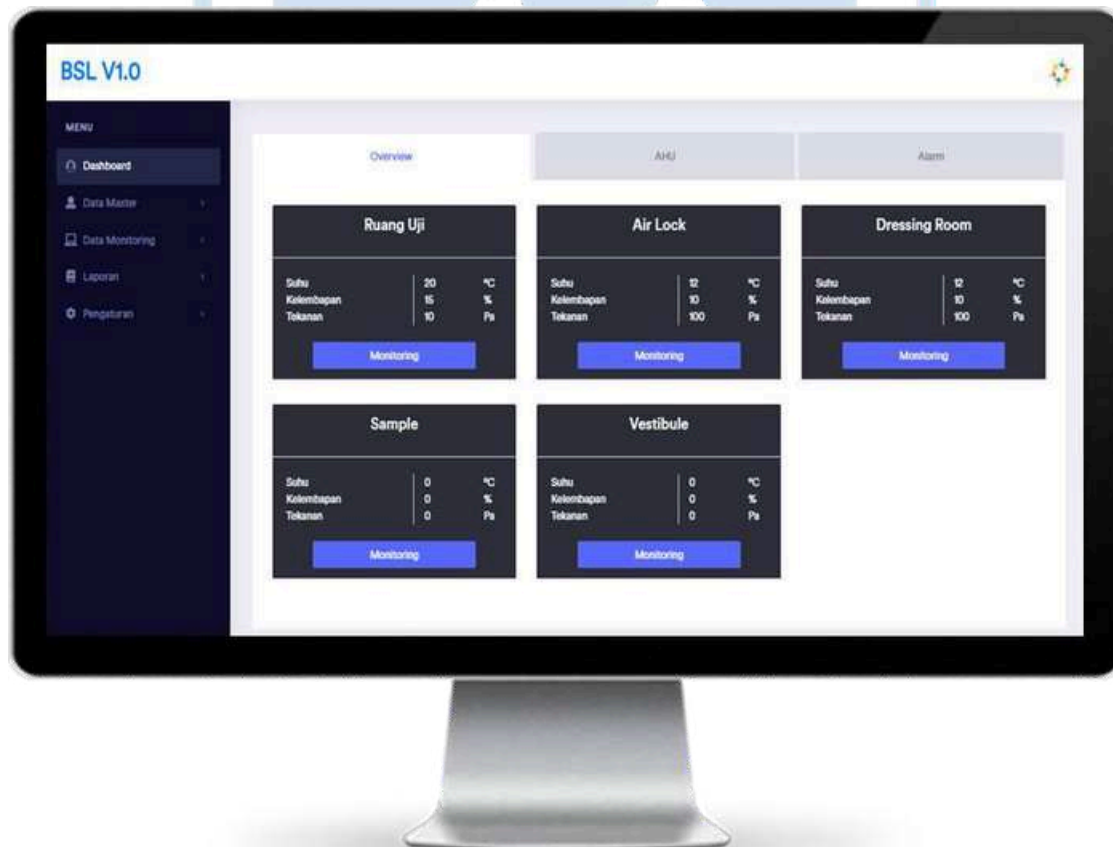 BSL V1.0
MENU
Dashboard
Data Master
Data Monitoring
Laporan
Pengaturan
Overview
AHU
Alarm
Ruang Uji
Suhu 20 °C
Kelembapan 15 %
Tekanan 10 Pa
Monitoring
Air Lock
Suhu 12 °C
Kelembapan 10 %
Tekanan 100 Pa
Monitoring
Dressing Room
Suhu 12 °C
Kelembapan 10 %
Tekanan 100 Pa
Monitoring
Sample
Suhu 0 °C
Kelembapan 0 %
Tekanan 0 Pa
Monitoring
Vestibule
Suhu 0 °C
Kelembapan 0 %
Tekanan 0 Pa
Monitoring